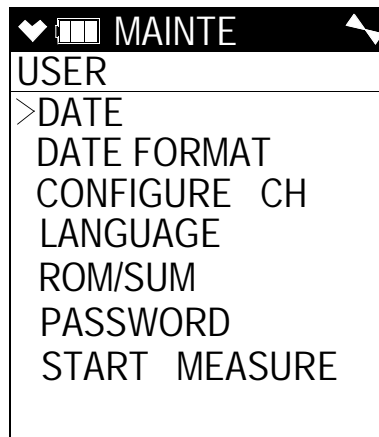 MAINTE
USER
>DATE
DATE FORMAT
CONFIGURE CH
LANGUAGE
ROM/SUM
PASSWORD
START MEASURE